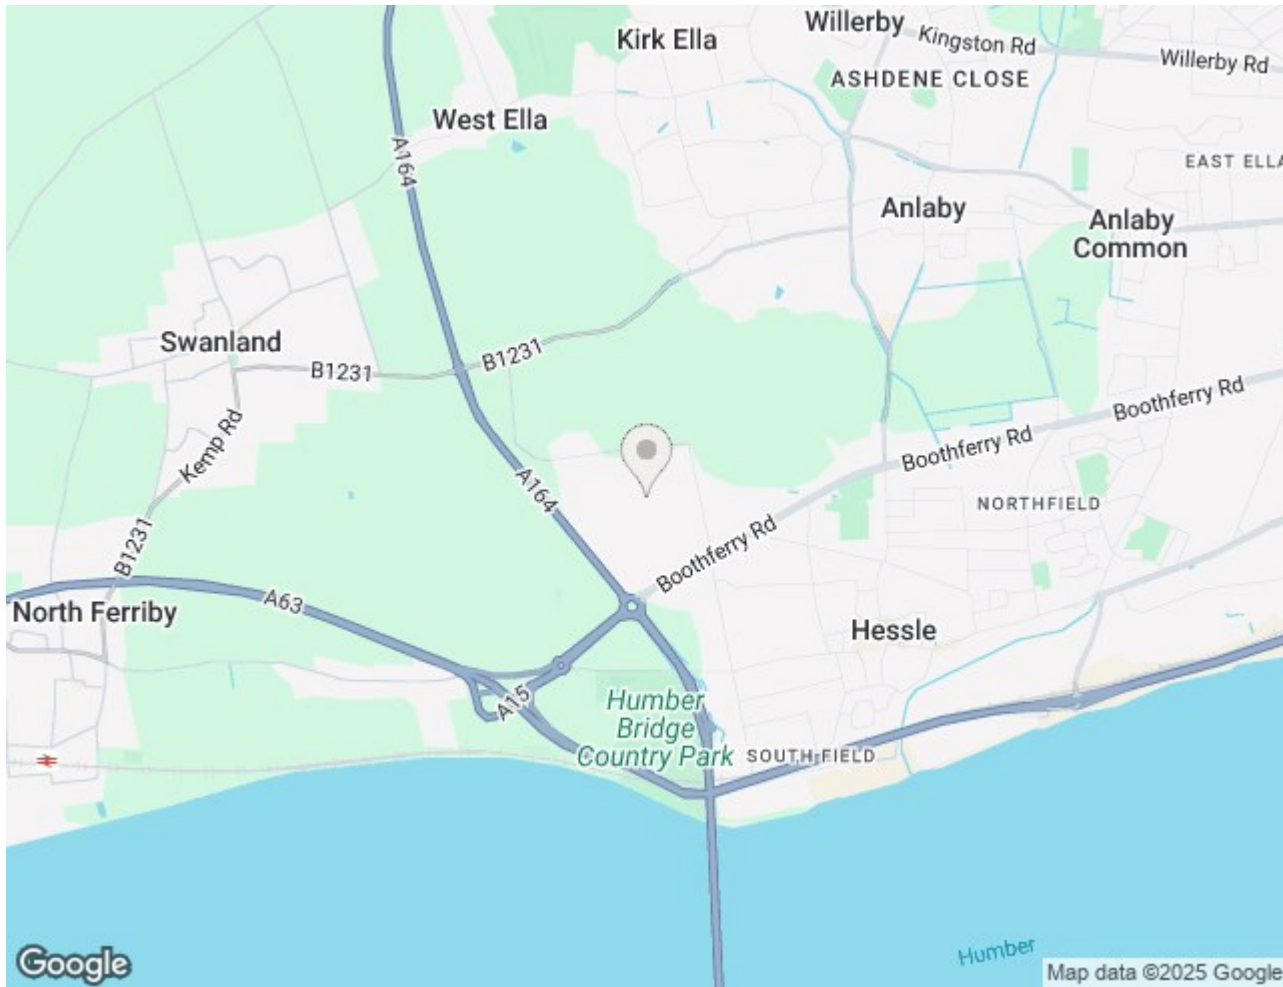 Willerby
Kirk Ella
Kingston Rd
Willerby Rd
ASHDENE CLOSE
West Ella
A164
EAST ELLA
Anlaby
Anlaby
Common
Swanland
B1231
B1231
Kemp Rd
Boothferry Rd
Boothferry Rd
A164
NORTHFIELD
B1231
Boothferry Rd
A63
North Ferriby
Hessle
A15
Humber
Bridge
Country Park
SOUTH FIELD
Humber
Google
Map data ©2025 Google